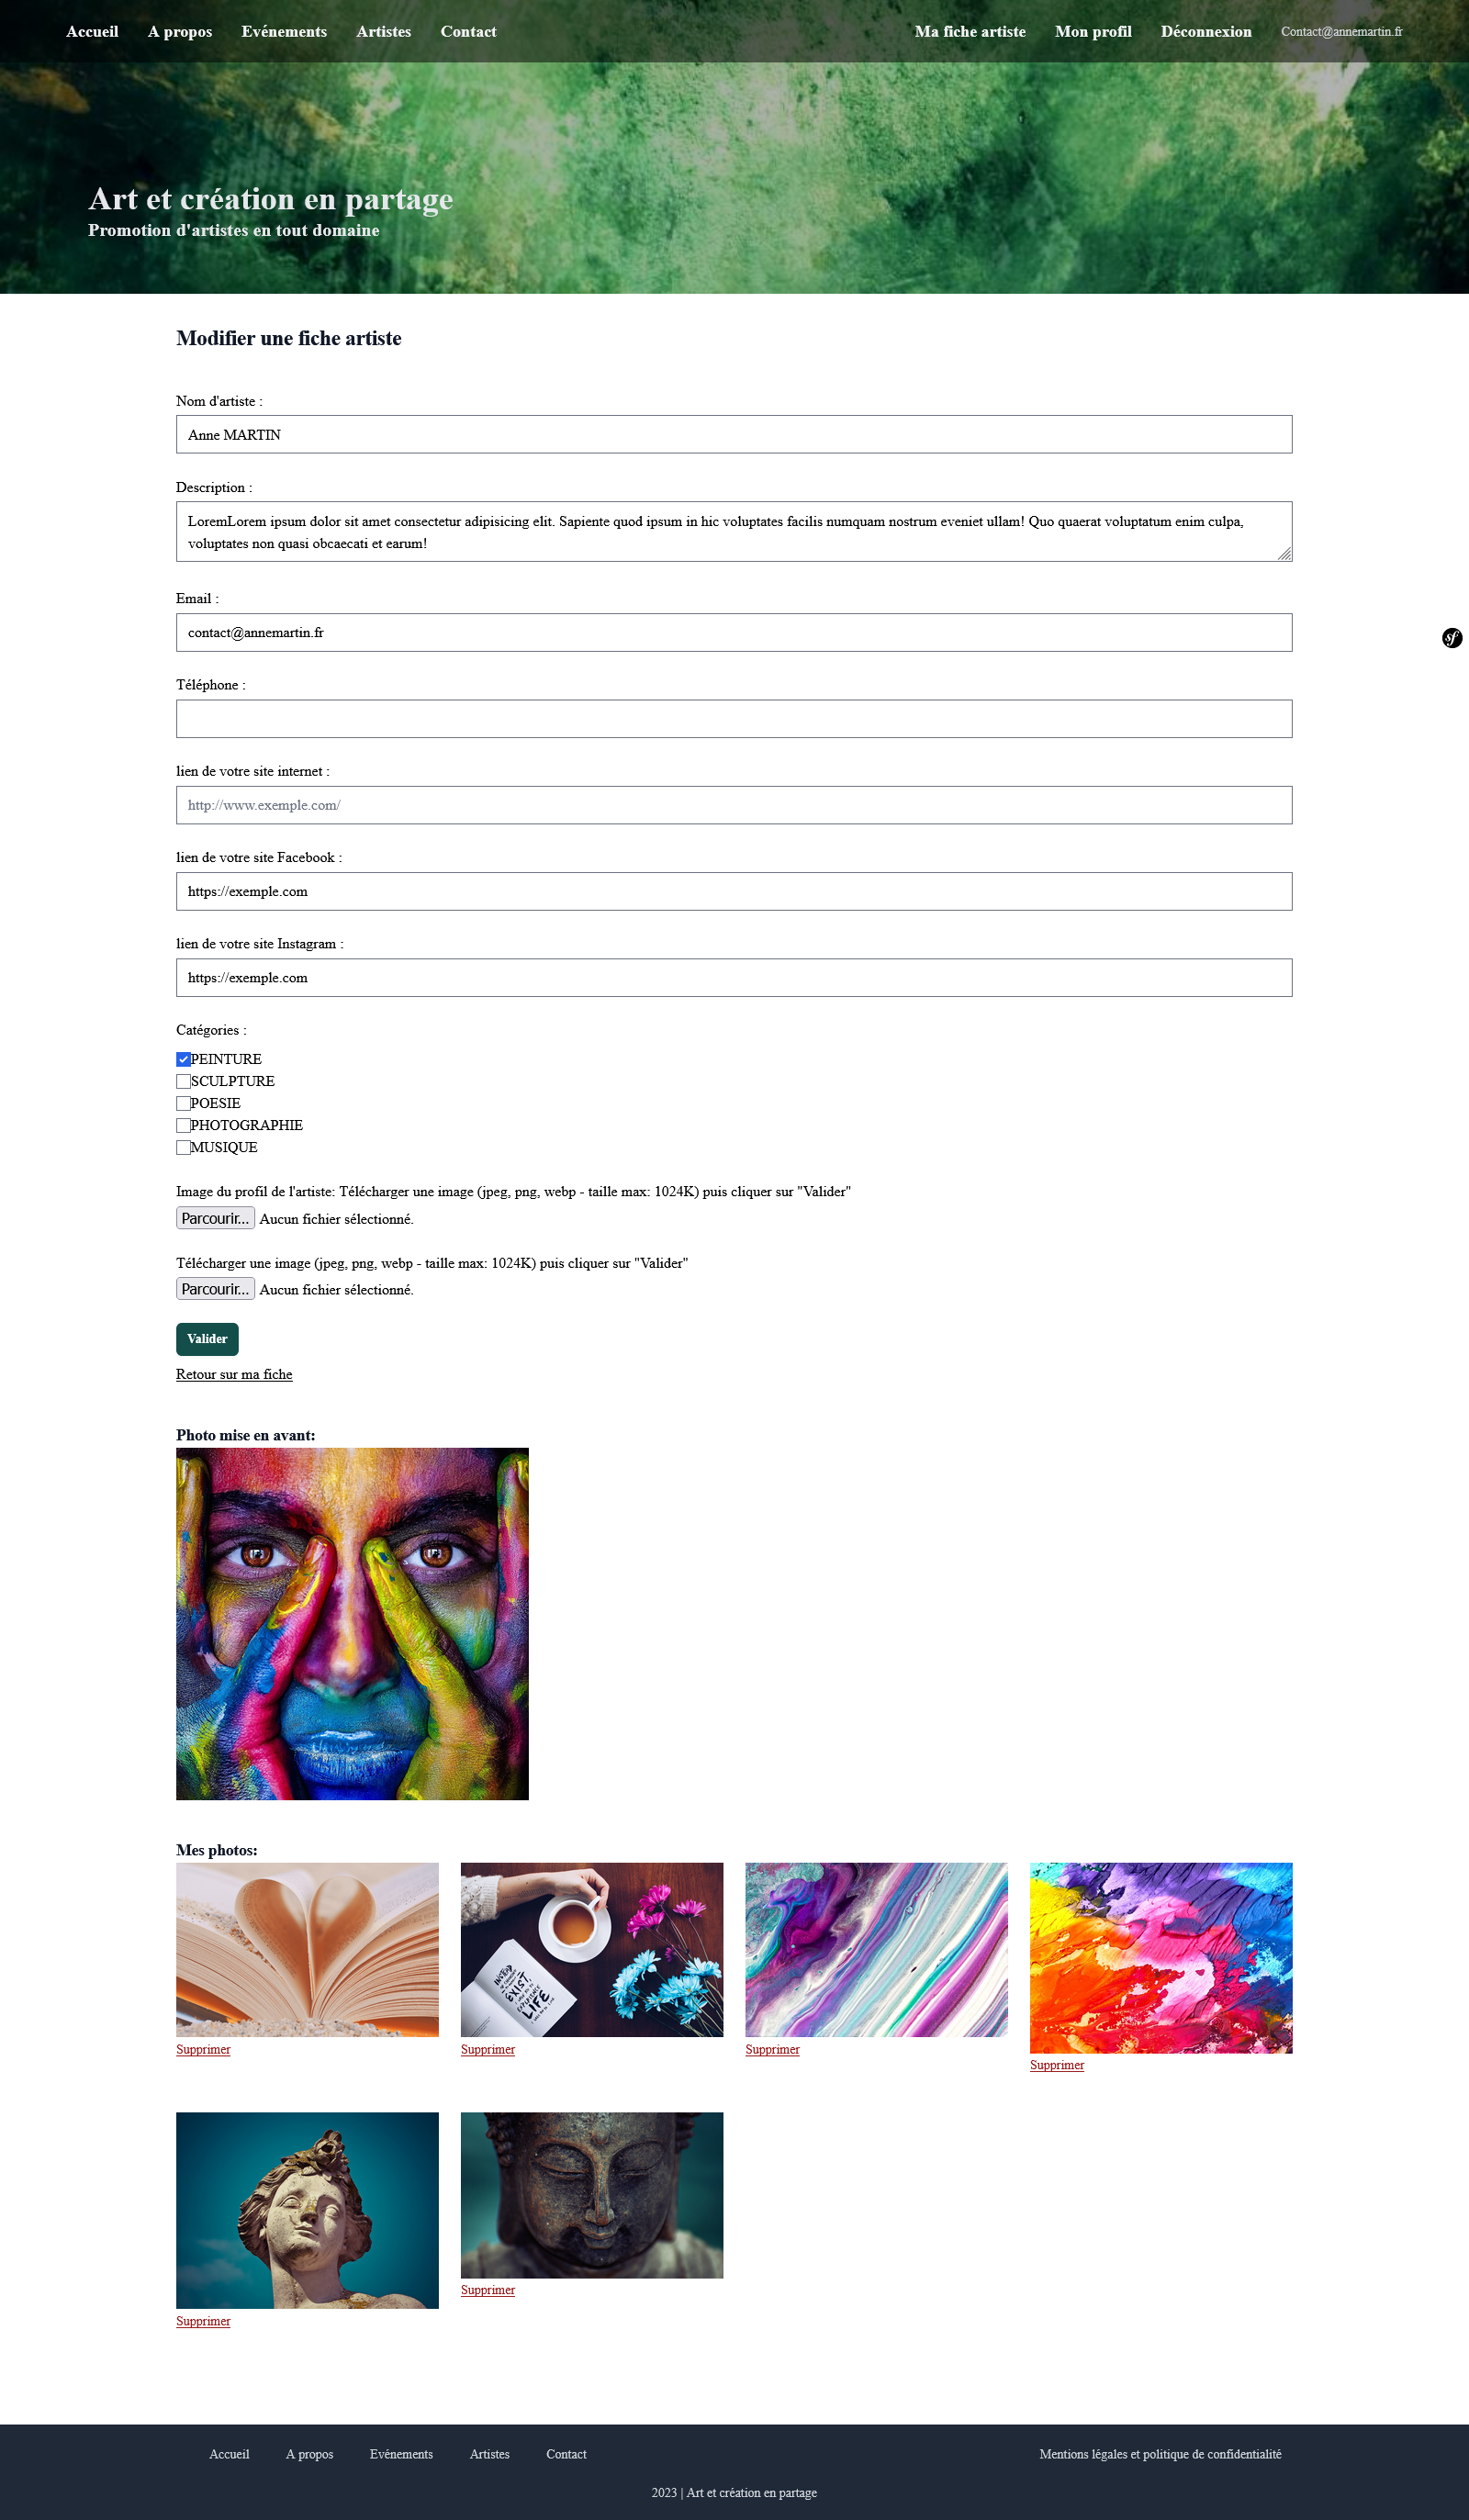 Accueil A propos Evénements Artistes Contact Ma fiche artiste Mon profil Déconnexion Contact@annemartin.fr
Art et création en partage
Promotion d'artistes en tout domaine
Modifier une fiche artiste
Nom d'artiste :
Anne MARTIN
Description :
LoremLorem ipsum dolor sit amet consectetur adipisicing elit. Sapiente quod ipsum in hic voluptates facilis numquam nostrum eveniet ullam! Quo quaerat voluptatum enim culpa,
voluptates non quasi obcaecati et earum!
Email :
contact@annemartin.fr
sf
Téléphone :
lien de votre site internet :
http://www.exemple.com/
lien de votre site Facebook :
https://exemple.com
lien de votre site Instagram :
https://exemple.com
Catégories :
PEINTURE
SCULPTURE
POESIE
PHOTOGRAPHIE
MUSIQUE
Image du profil de l'artiste: Télécharger une image (jpeg, png, webp - taille max: 1024K) puis cliquer sur "Valider"
Parcourir... Aucun fichier sélectionné.
Télécharger une image (jpeg, png, webp - taille max: 1024K) puis cliquer sur "Valider"
Parcourir... Aucun fichier sélectionné.
Valider
Retour sur ma fiche
Photo mise en avant:
Mes photos:
EXIST,
LIFE
Supprimer Supprimer Supprimer Supprimer
Supprimer
Supprimer
Accueil A propos Evénements Artistes Contact Mentions légales et politique de confidentialité
2023 | Art et création en partage